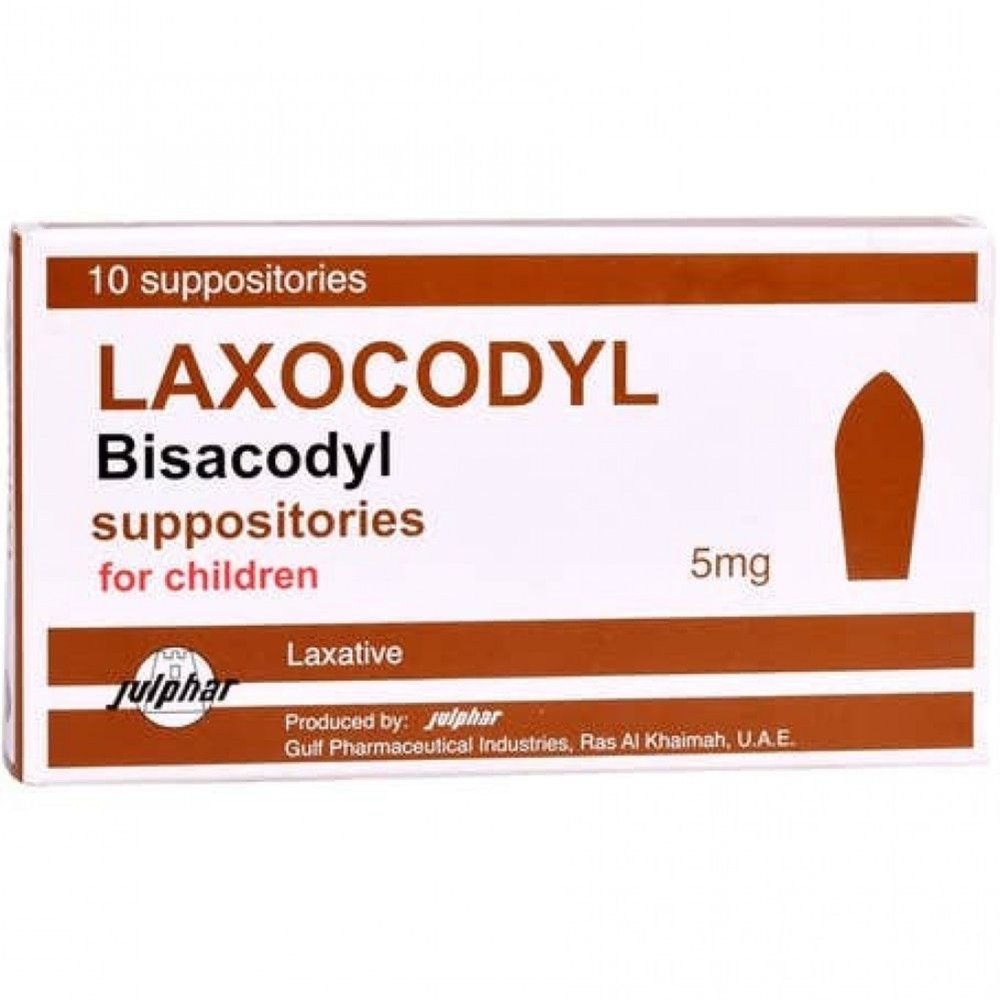 10 suppositories
LAXOCODYL
Bisacodyl
suppositories
for children
5mg
Laxative
julphar
Produced by: julphar
Gulf Pharmaceutical Industries, Ras Al Khaimah, U.A.E.